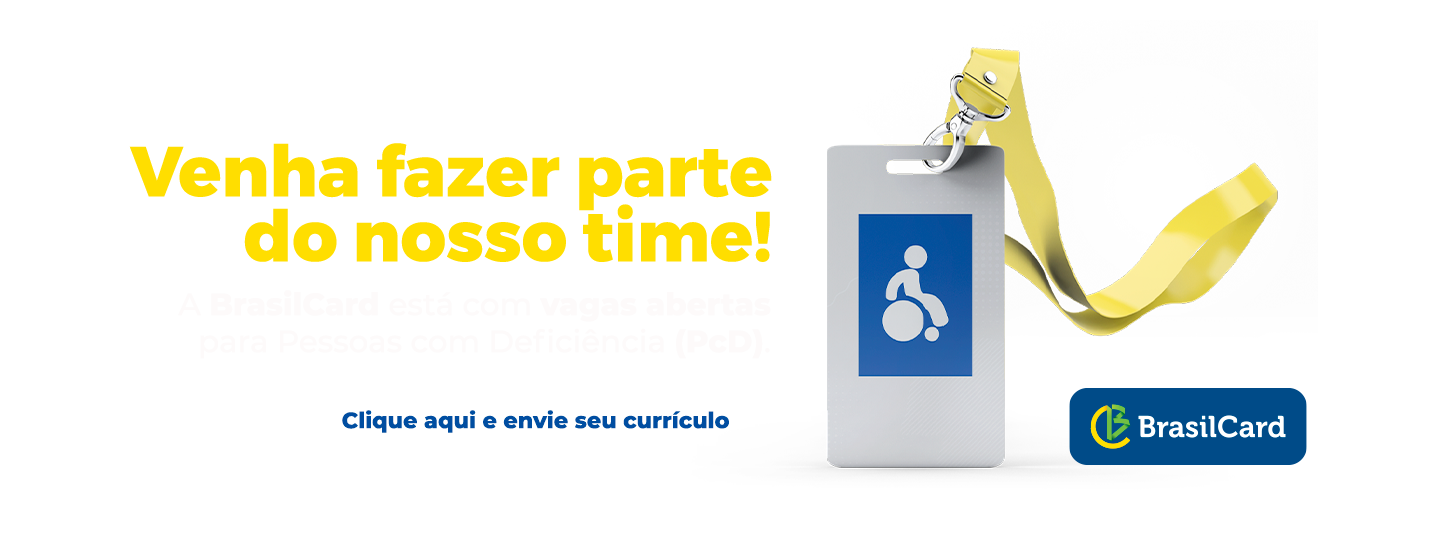 Venha fazer parte
do nosso time!
A BrasilCard está com vagas abertas
para Pessoas com Deficiência (PcD).
Clique aqui e envie seu currículo
BrasilCard